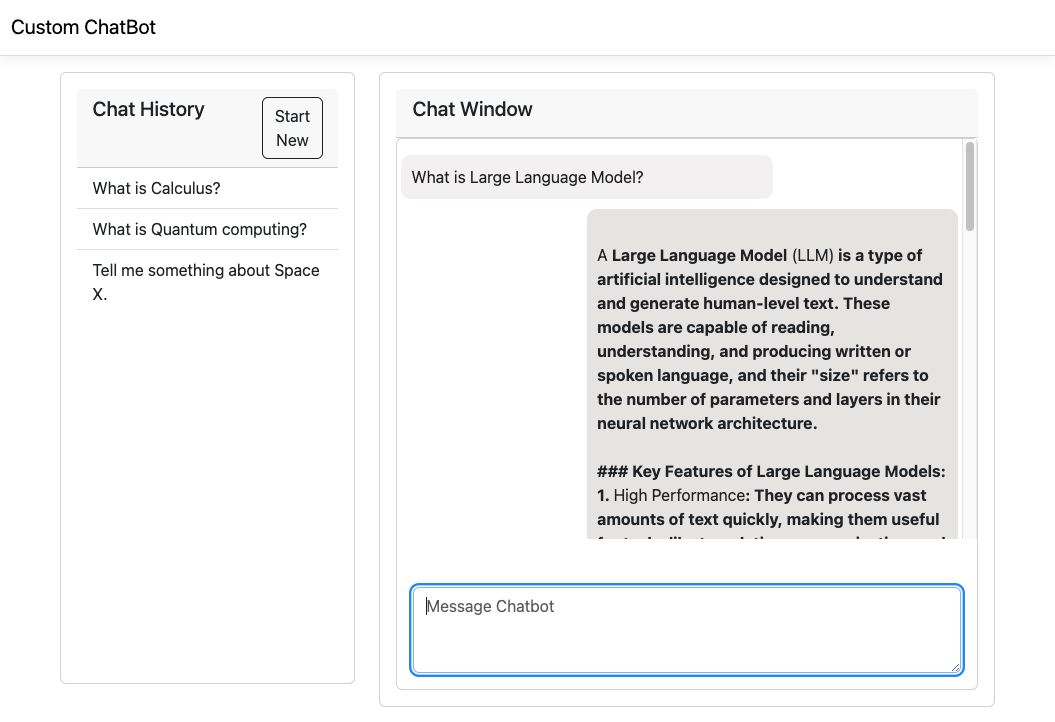 Custom ChatBot
Chat History
Start
New
What is Calculus?
What is Quantum computing?
Tell me something about Space
X.
Chat Window
What is Large Language Model?
A Large Language Model (LLM) is a type of
artificial intelligence designed to understand
and generate human-level text. These
models are capable of reading,
understanding, and producing written or
spoken language, and their "size" refers to
the number of parameters and layers in their
neural network architecture.
### Key Features of Large Language Models:
1. High Performance: They can process vast
amounts of text quickly, making them useful
Message Chatbot